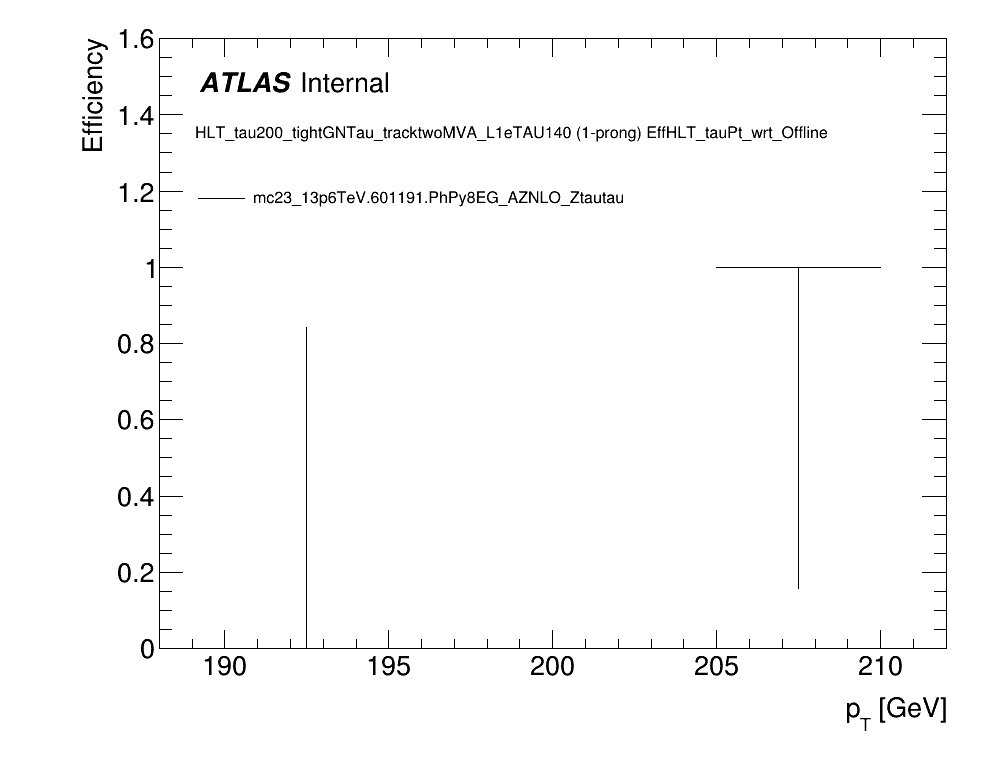 1.6
ATLAS Internal
Efficiency
1.4
HLT_tau200_tightGNTau_tracktwoMVA_L1eTAU140 (1-prong) EffHLT_tauPt_wrt_Offline
1.2
mc23_13p6TeV.601191.PhPy8EG_AZNLO_Ztautau
1
0.8
0.6
0.4
0.2
0
190 195 200 205 210
p_T [GeV]